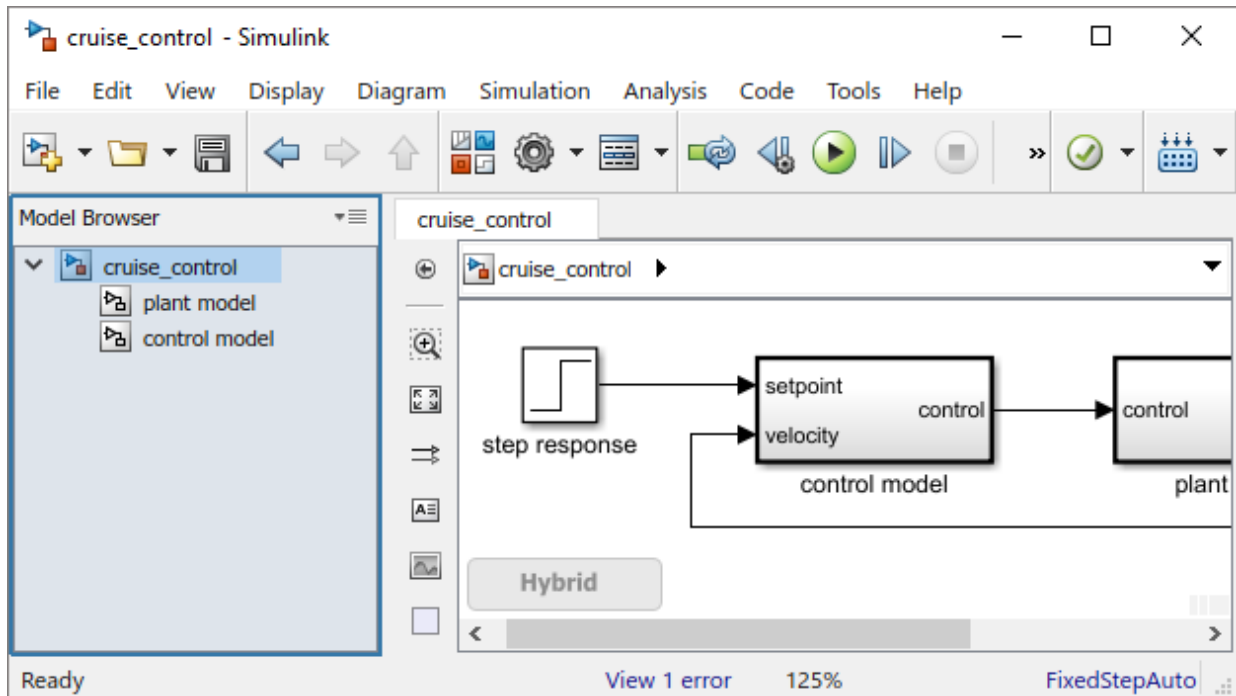 cruise_control - Simulink
File Edit View Display Diagram Simulation Analysis Code Tools Help
Model Browser
cruise_control
plant model
control model
cruise_control
cruise_control
setpoint
control
velocity
control
step response
control model
plant
Hybrid
Ready
View 1 error
125%
FixedStepAuto